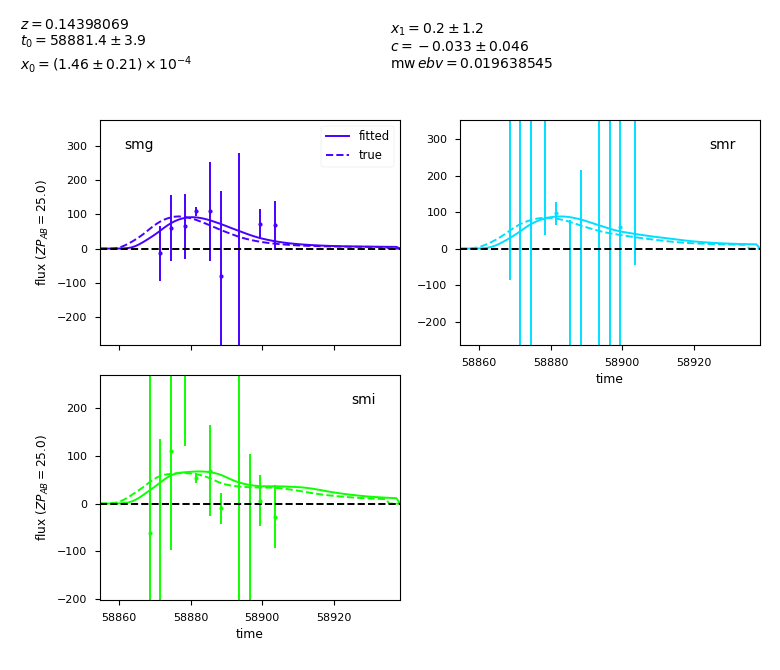 z = 0.14398069
t₀ = 58881.4 ± 3.9
x₀ = (1.46 ± 0.21) × 10⁻⁴
x₁ = 0.2 ± 1.2
c = −0.033 ± 0.046
mwebv = 0.019638545
smg
fitted
true
300
200
100
0
−100
−200
flux (ZP_AB = 25.0)
smr
300
200
100
0
−100
−200
58860 58880 58900 58920
time
smi
200
100
0
−100
−200
flux (ZP_AB = 25.0)
58860 58880 58900 58920
time